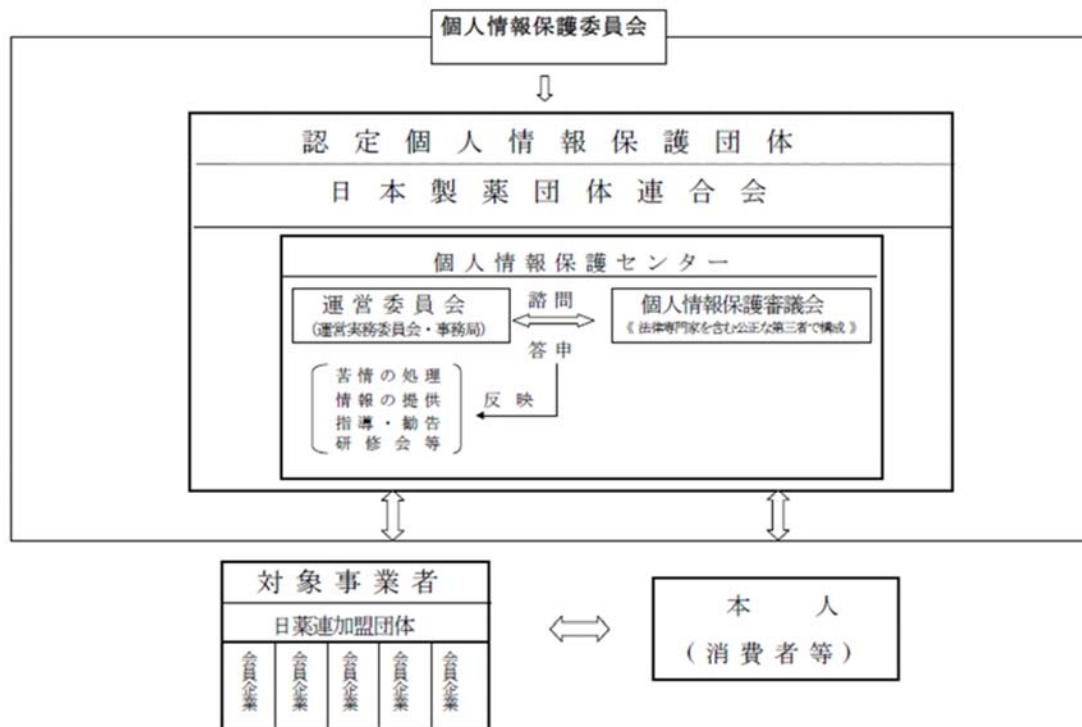 個人情報保護委員会
認定個人情報保護団体
日本製薬団体連合会
個人情報保護センター
運営委員会
(運営実務委員会・事務局)
諮問
答申
個人情報保護審議会
《 法律専門家を含む公正な第三者で構成 》
苦情の処理
情報の提供
指導・勧告
研修会等
反映
対象事業者
日薬連加盟団体
会員企業
会員企業
会員企業
会員企業
会員企業
本人
(消費者等)